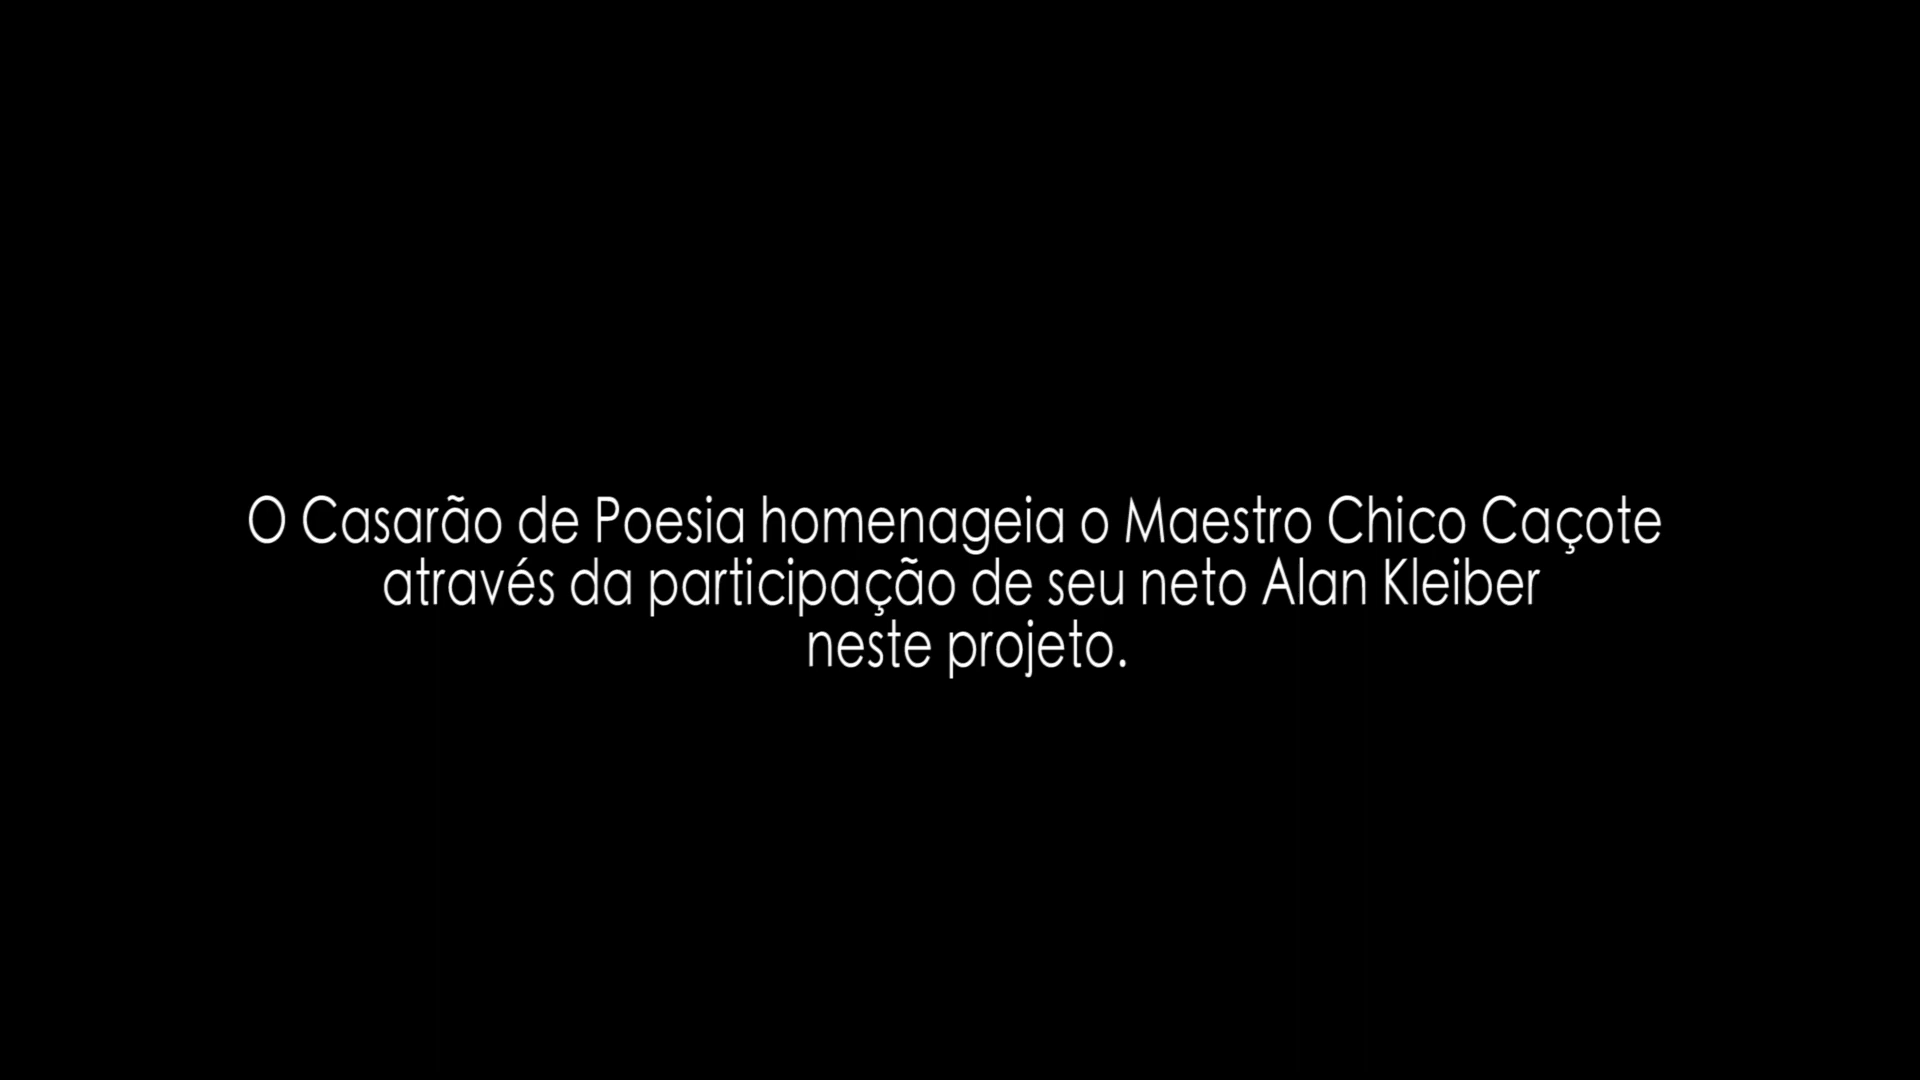 O Casarão de Poesia homenageia o Maestro Chico Caçote
através da participação de seu neto Alan Kleiber
neste projeto.